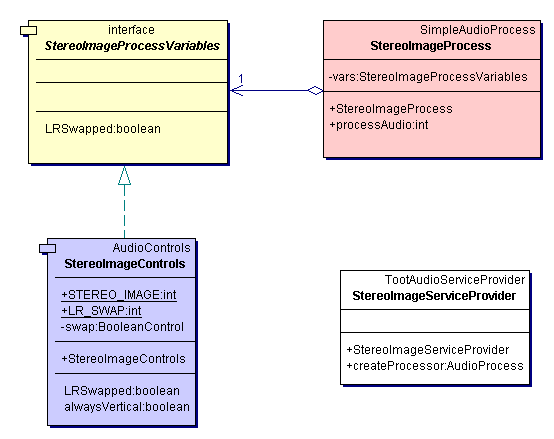 interface
StereoImageProcessVariables
LRSwapped:boolean
1
SimpleAudioProcess
StereoImageProcess
-vars:StereoImageProcessVariables
+StereoImageProcess
+processAudio:int
AudioControls
StereoImageControls
+STEREO_IMAGE:int
+LR_SWAP:int
-swap:BooleanControl
+StereoImageControls
LRSwapped:boolean
alwaysVertical:boolean
TootAudioServiceProvider
StereoImageServiceProvider
+StereoImageServiceProvider
+createProcessor:AudioProcess